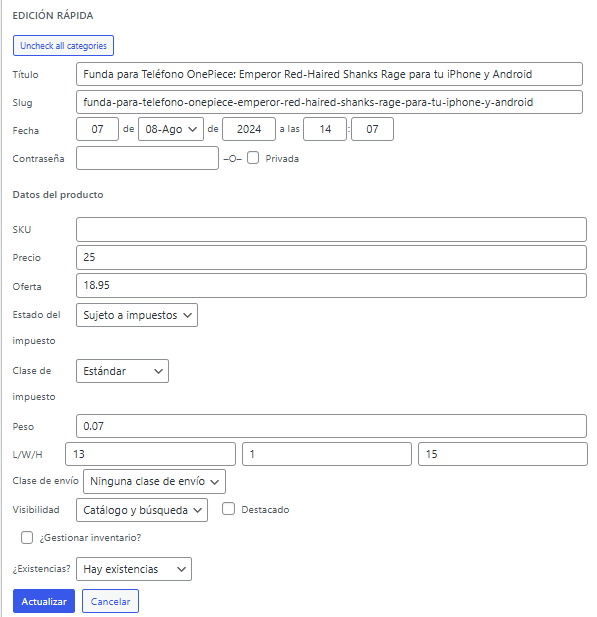 EDICIÓN RÁPIDA
Uncheck all categories
Título Funda para Teléfono OnePiece: Emperor Red-Haired Shanks Rage para tu iPhone y Android
Slug funda-para-telefono-onepiece-emperor-red-haired-shanks-rage-para-tu-iphone-y-android
Fecha 07 de 08-Ago de 2024 a las 14 : 07
Contraseña –O– Privada
Datos del producto
SKU
Precio 25
Oferta 18.95
Estado del impuesto Sujeto a impuestos
Clase de impuesto Estándar
Peso 0.07
L/W/H 13 1 15
Clase de envío Ninguna clase de envío
Visibilidad Catálogo y búsqueda Destacado
¿Gestionar inventario?
¿Existencias? Hay existencias
Actualizar Cancelar